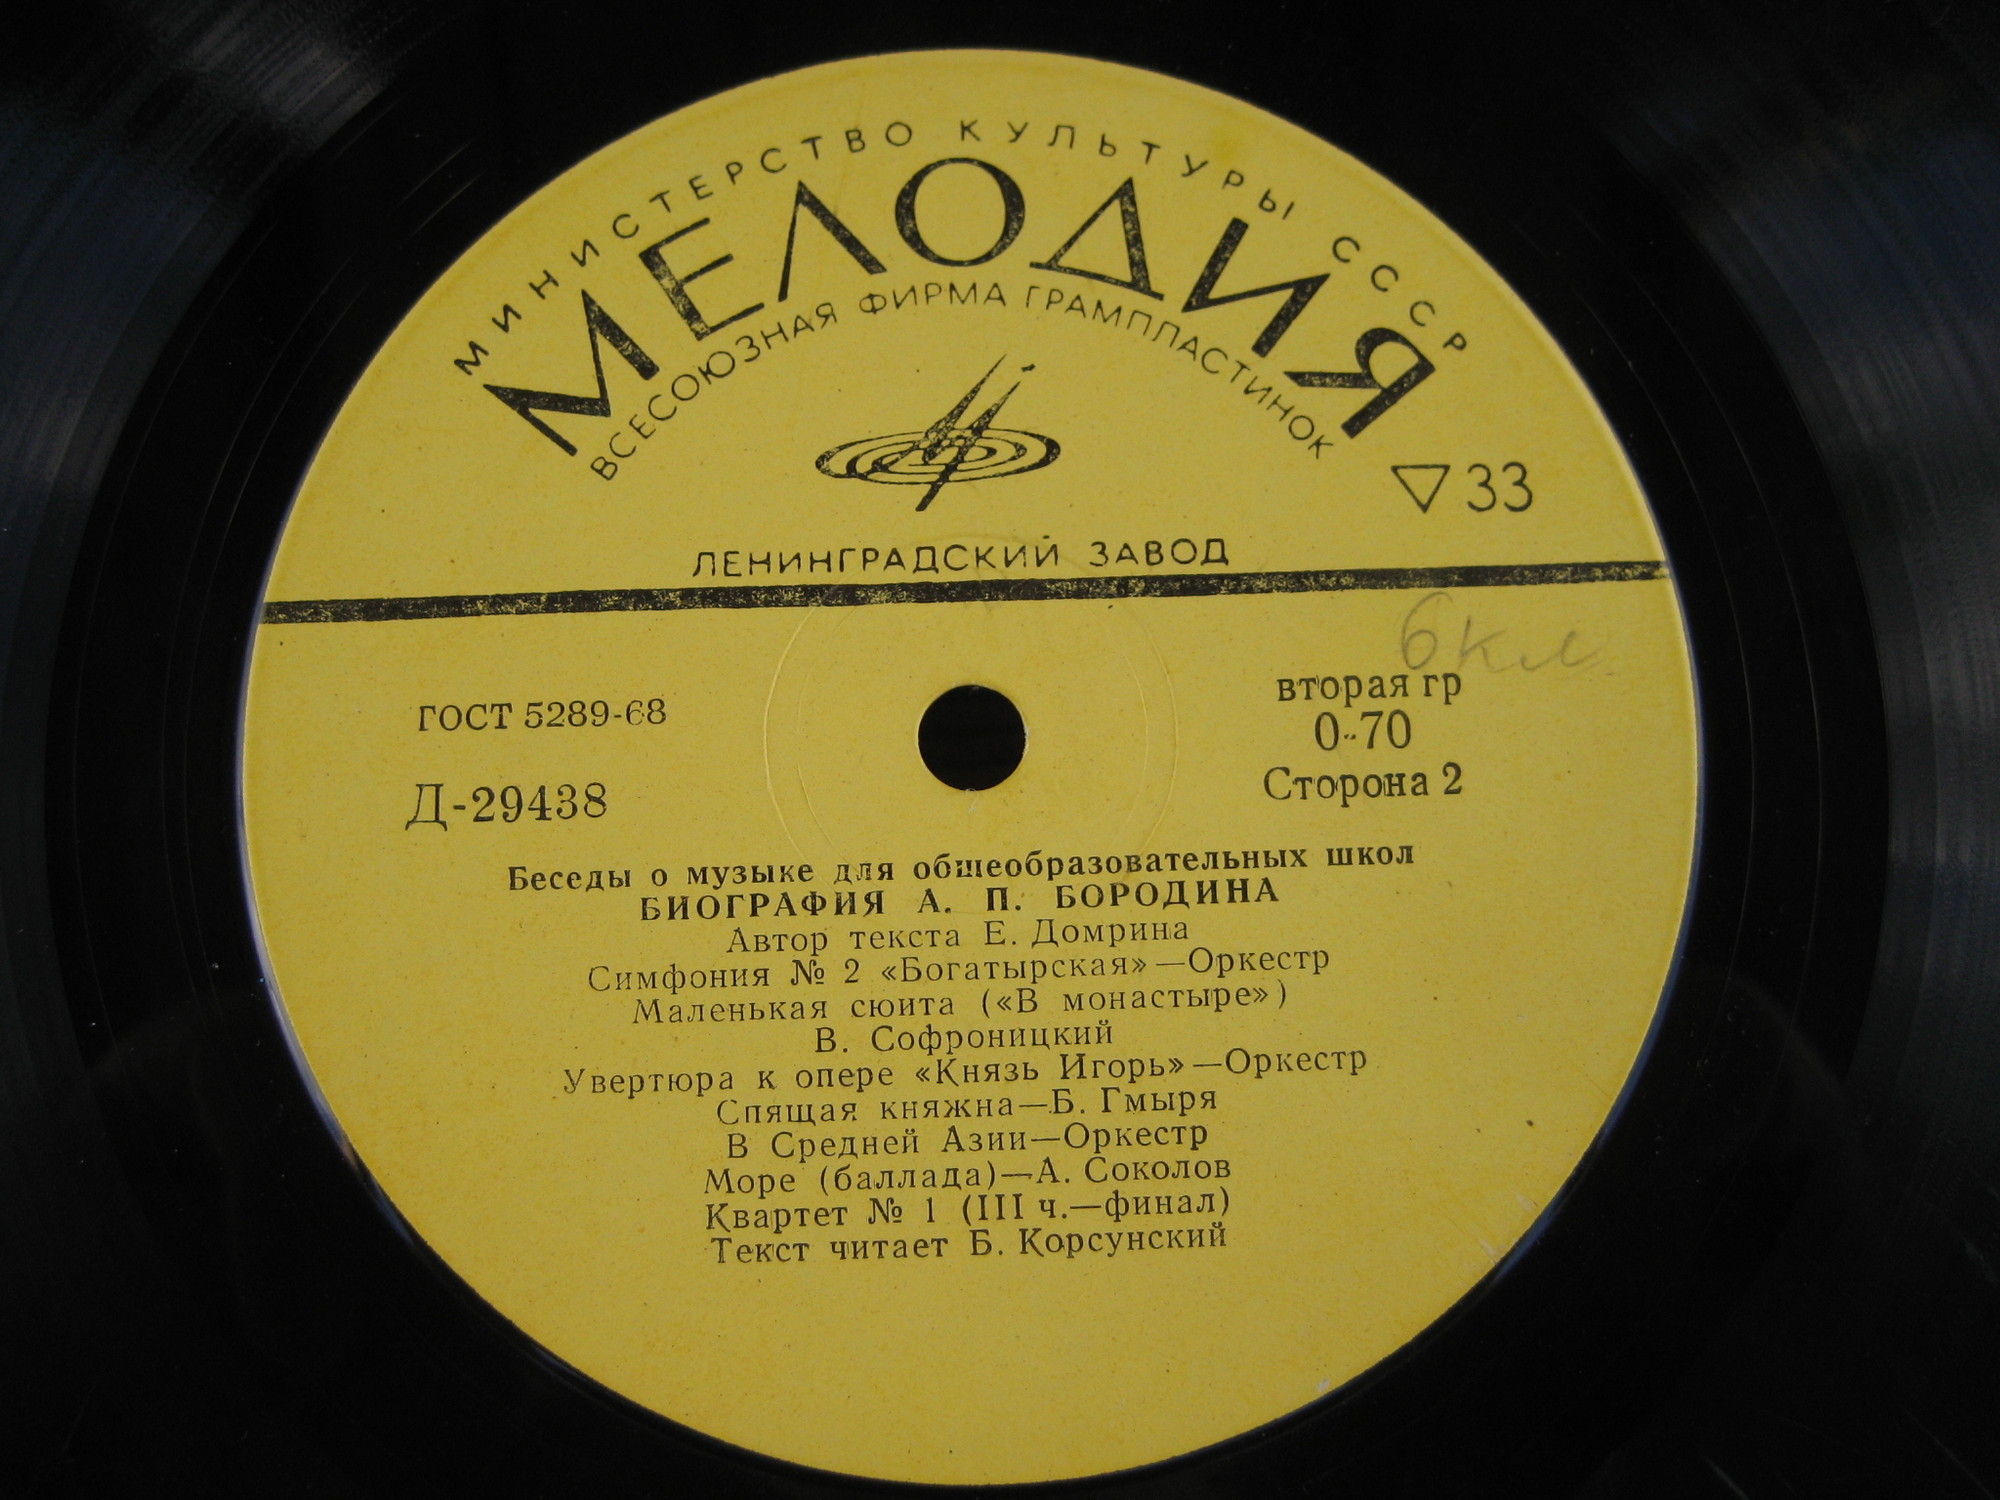 МИНИСТЕРСТВО КУЛЬТУРЫ СССР
МЕЛОДИЯ
ВСЕСОЮЗНАЯ ФИРМА ГРАМПЛАСТИНОК
▽ 33
ЛЕНИНГРАДСКИЙ ЗАВОД
6 кл
ГОСТ 5289-68
вторая гр
0-70
Д-29438
Сторона 2
Беседы о музыке для общеобразовательных школ
БИОГРАФИЯ А. П. БОРОДИНА
Автор текста Е. Домрина
Симфония № 2 «Богатырская»—Оркестр
Маленькая сюита («В монастыре»)
В. Софроницкий
Увертюра к опере «Князь Игорь»—Оркестр
Спящая княжна—Б. Гмыря
В Средней Азии—Оркестр
Море (баллада)—А. Соколов
Квартет № 1 (III ч.—финал)
Текст читает Б. Корсунский